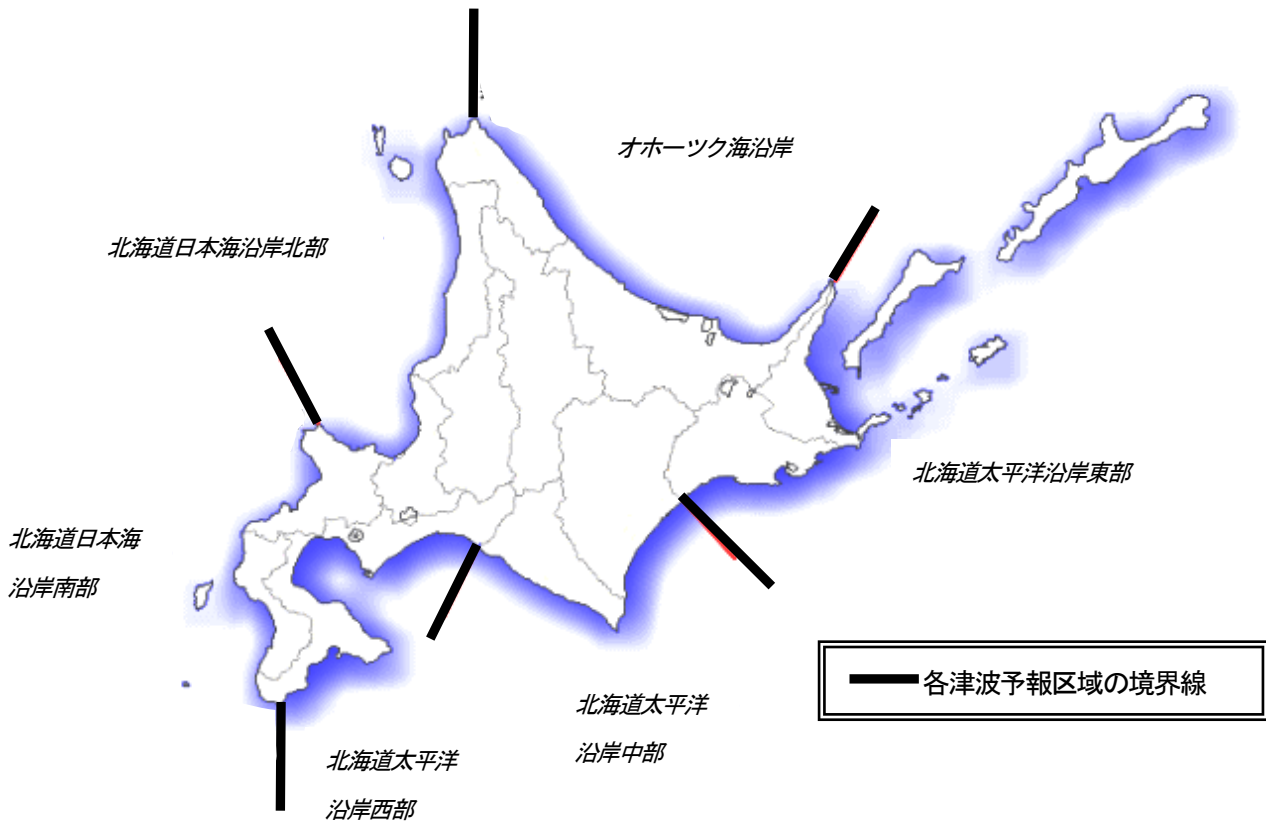 オホーツク海沿岸
北海道日本海沿岸北部
北海道太平洋沿岸東部
北海道日本海
沿岸南部
各津波予報区域の境界線
北海道太平洋
沿岸中部
北海道太平洋
沿岸西部